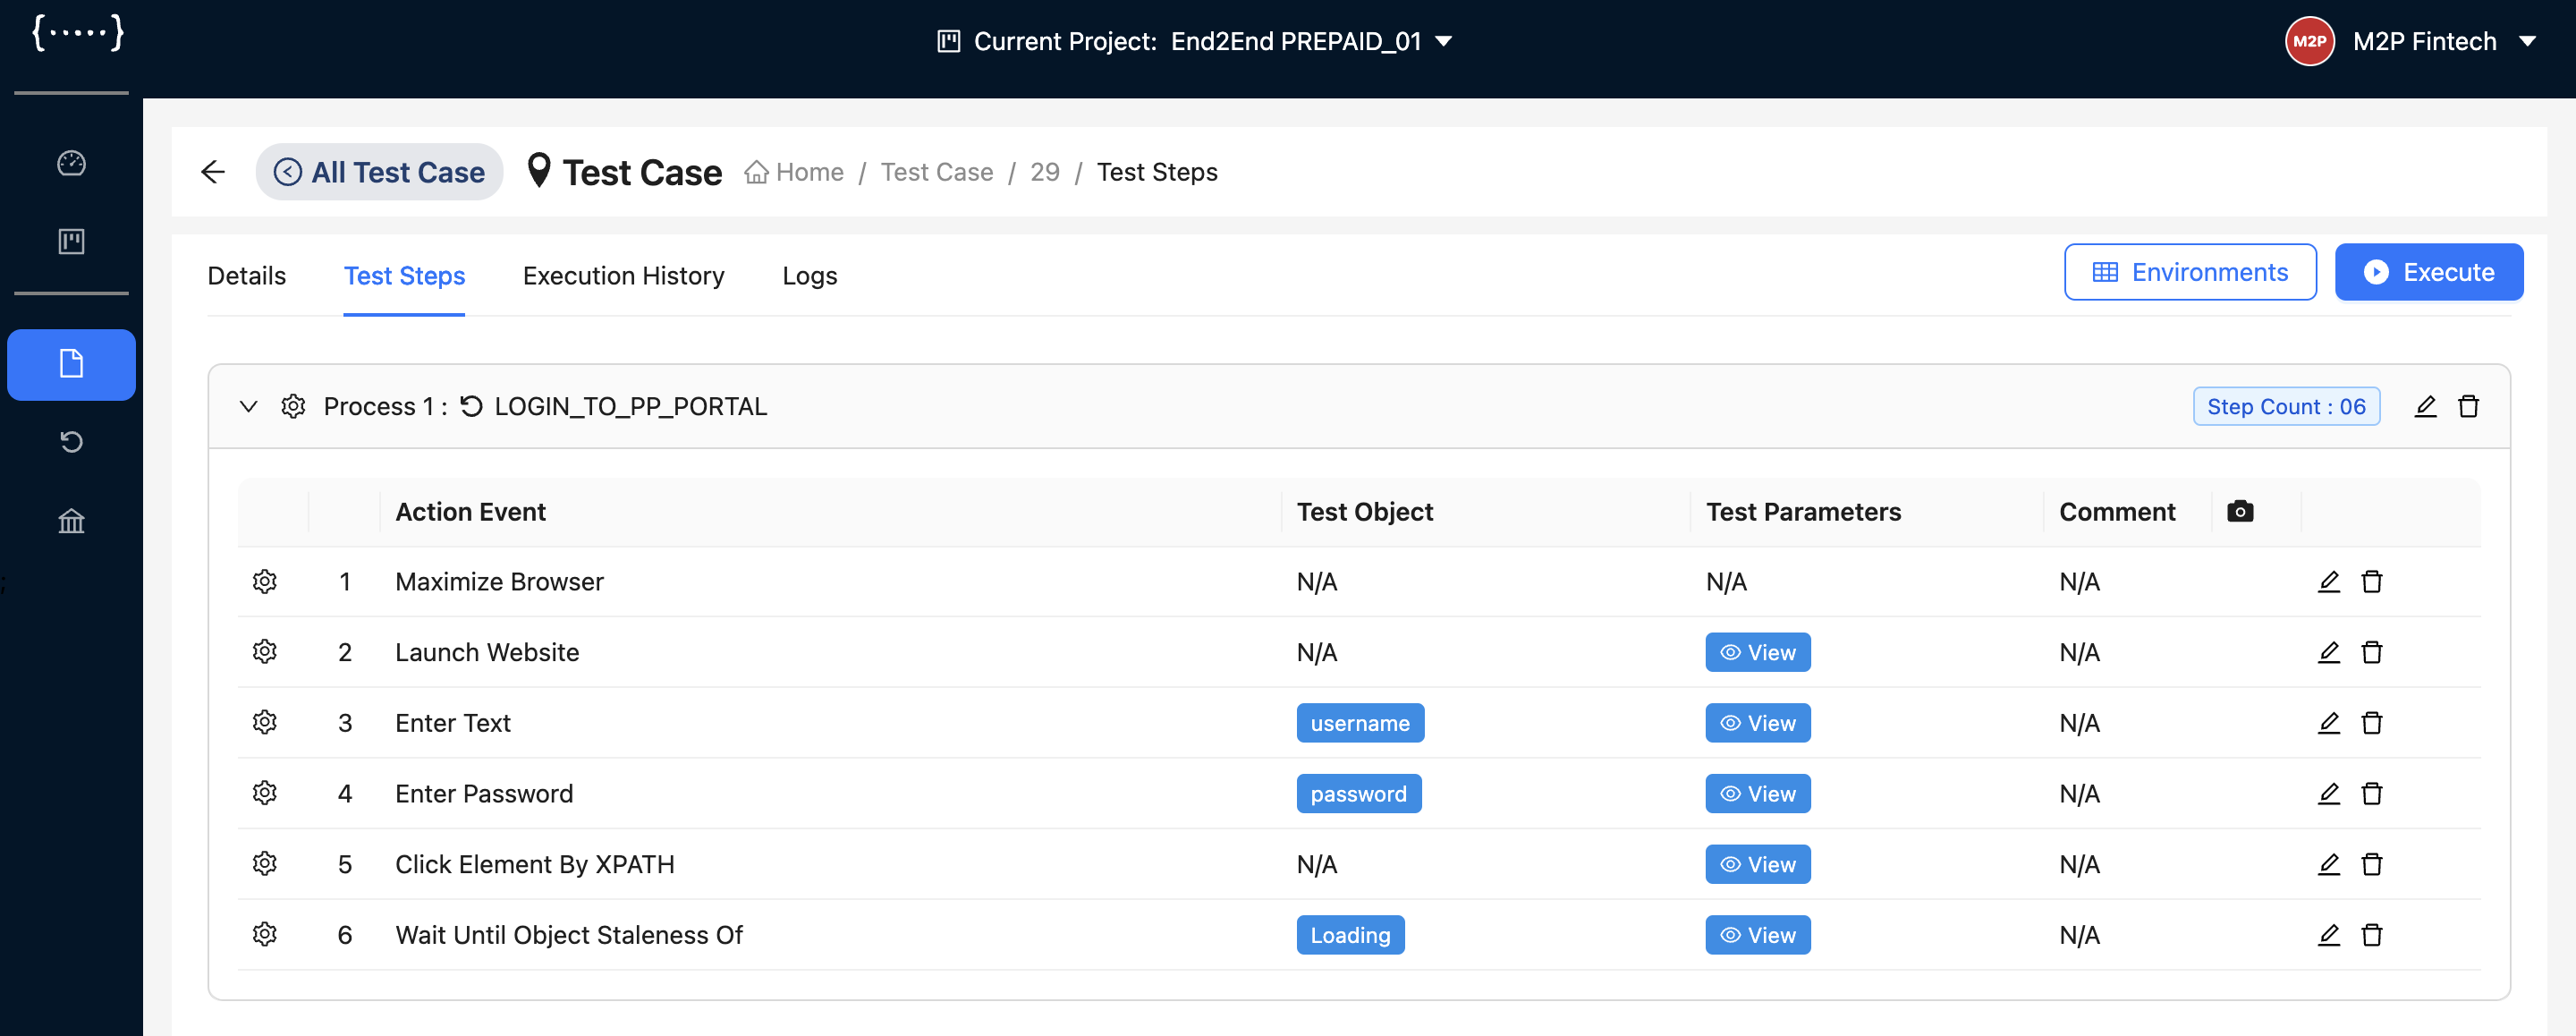 {·····}
Current Project: End2End PREPAID_01
M2P M2P Fintech
All Test Case Test Case Home / Test Case / 29 / Test Steps
Details Test Steps Execution History Logs Environments Execute
Process 1 : LOGIN_TO_PP_PORTAL Step Count : 06
Action Event Test Object Test Parameters Comment
1 Maximize Browser N/A N/A N/A
;
2 Launch Website N/A View N/A
3 Enter Text username View N/A
4 Enter Password password View N/A
5 Click Element By XPATH N/A View N/A
6 Wait Until Object Staleness Of Loading View N/A